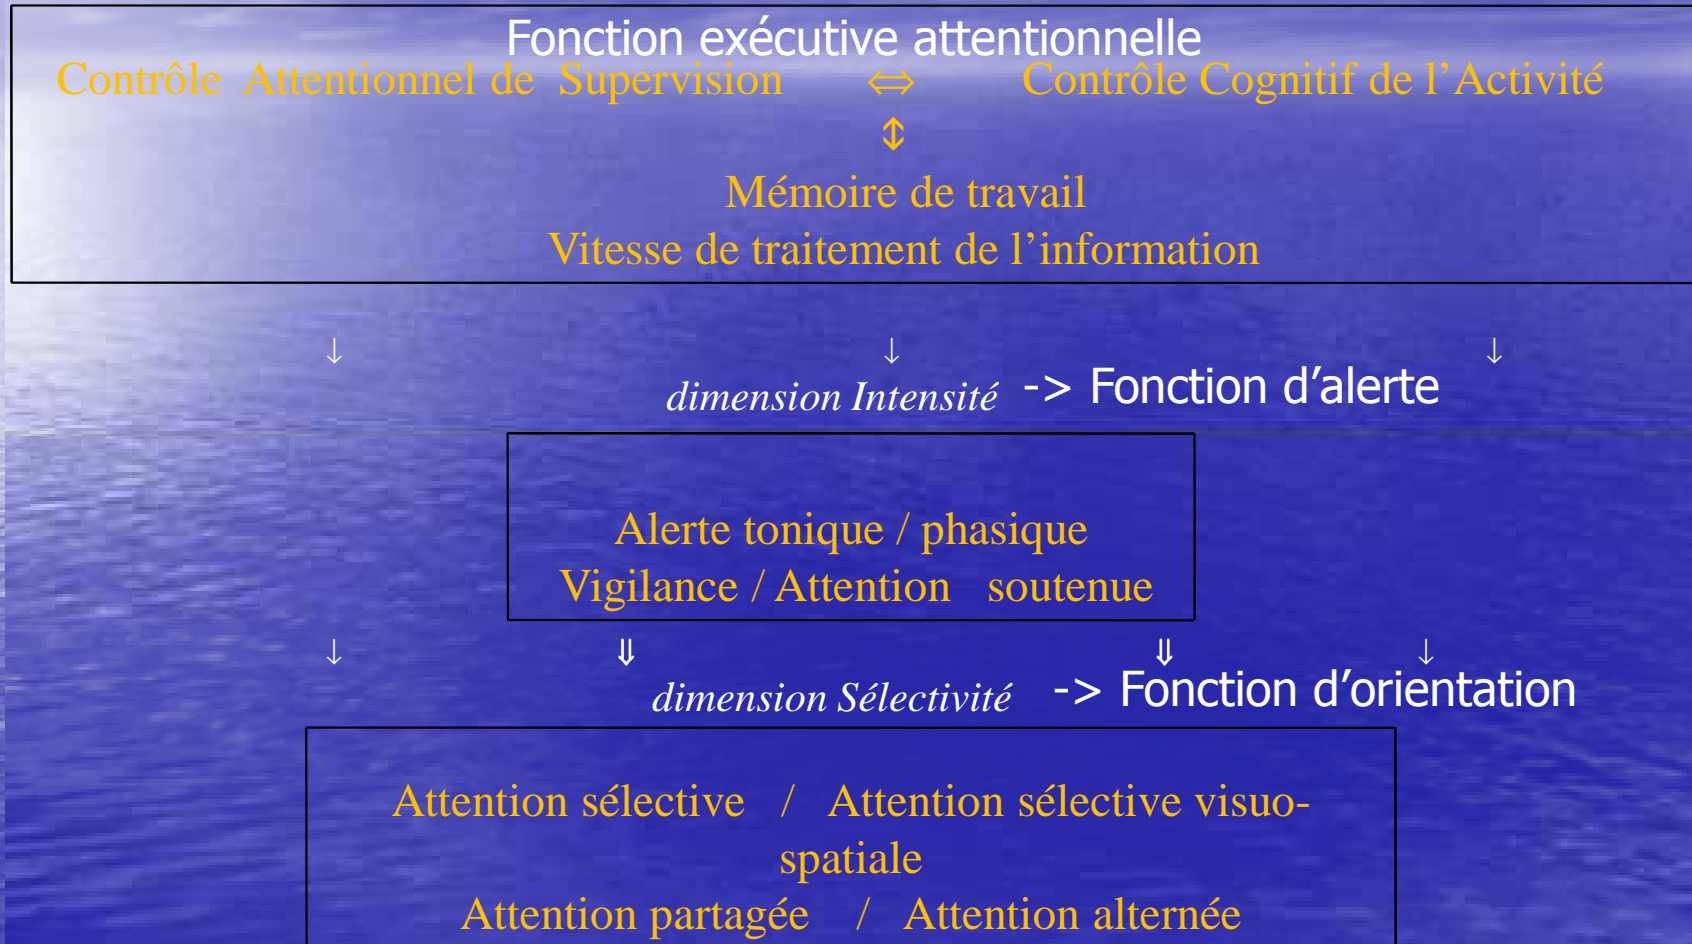 Fonction exécutive attentionnelle
Contrôle Attentionnel de Supervision ⇔ Contrôle Cognitif de l’Activité
⇕
Mémoire de travail
Vitesse de traitement de l’information
↓ ↓ ↓
dimension Intensité -> Fonction d’alerte
Alerte tonique / phasique
Vigilance / Attention soutenue
↓ ⇓ ⇓ ↓
dimension Sélectivité -> Fonction d’orientation
Attention sélective / Attention sélective visuo-
spatiale
Attention partagée / Attention alternée